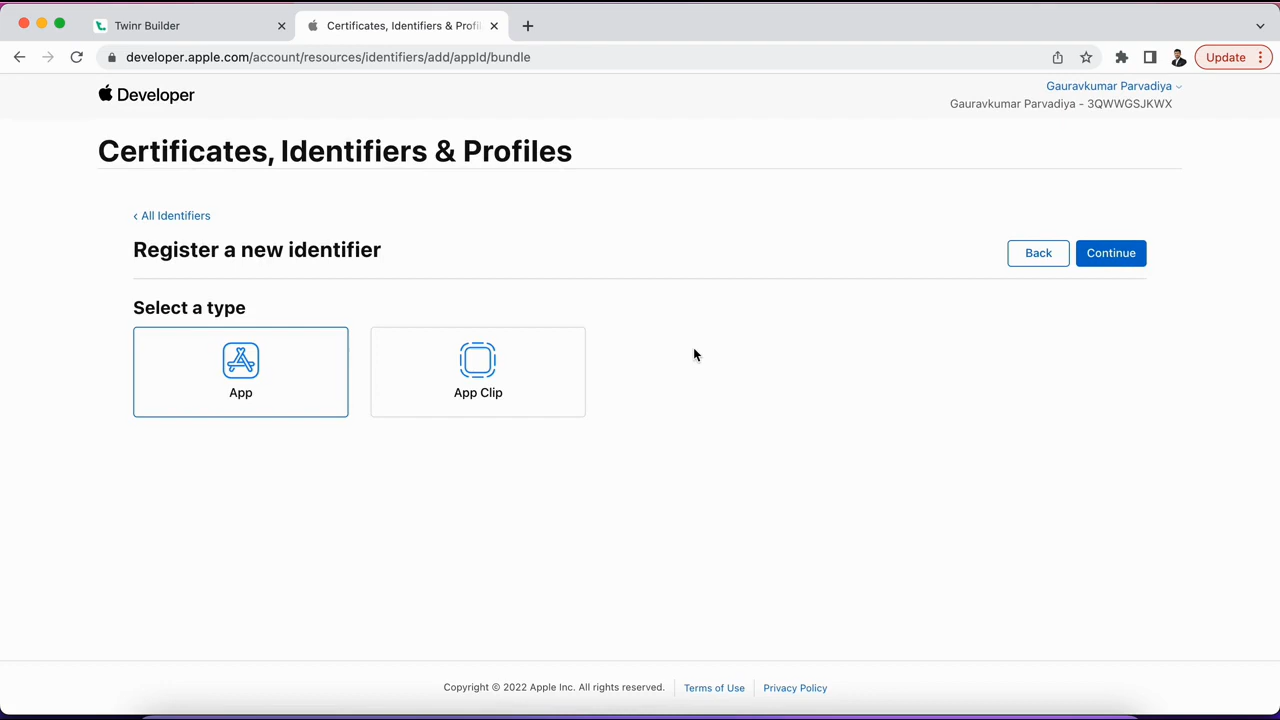 Twinr Builder
Certificates, Identifiers & Profil
developer.apple.com/account/resources/identifiers/add/appId/bundle
Update
Developer
Gauravkumar Parvadiya
Gauravkumar Parvadiya - 3QWWGSJKWX
Certificates, Identifiers & Profiles
‹ All Identifiers
Register a new identifier
Back
Continue
Select a type
App
App Clip
Copyright © 2022 Apple Inc. All rights reserved.
Terms of Use
Privacy Policy